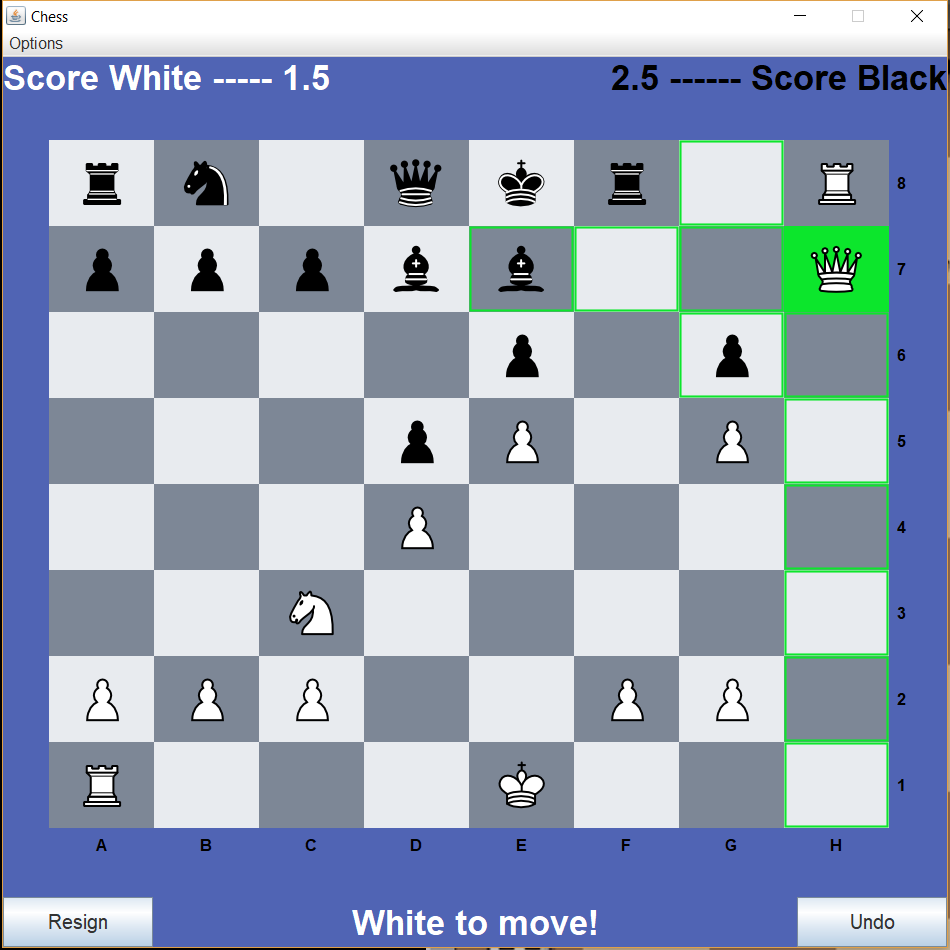 Chess
Options
Score White ----- 1.5
2.5 ------ Score Black
8
7
6
5
4
3
2
1
A B C D E F G H
Resign
White to move!
Undo